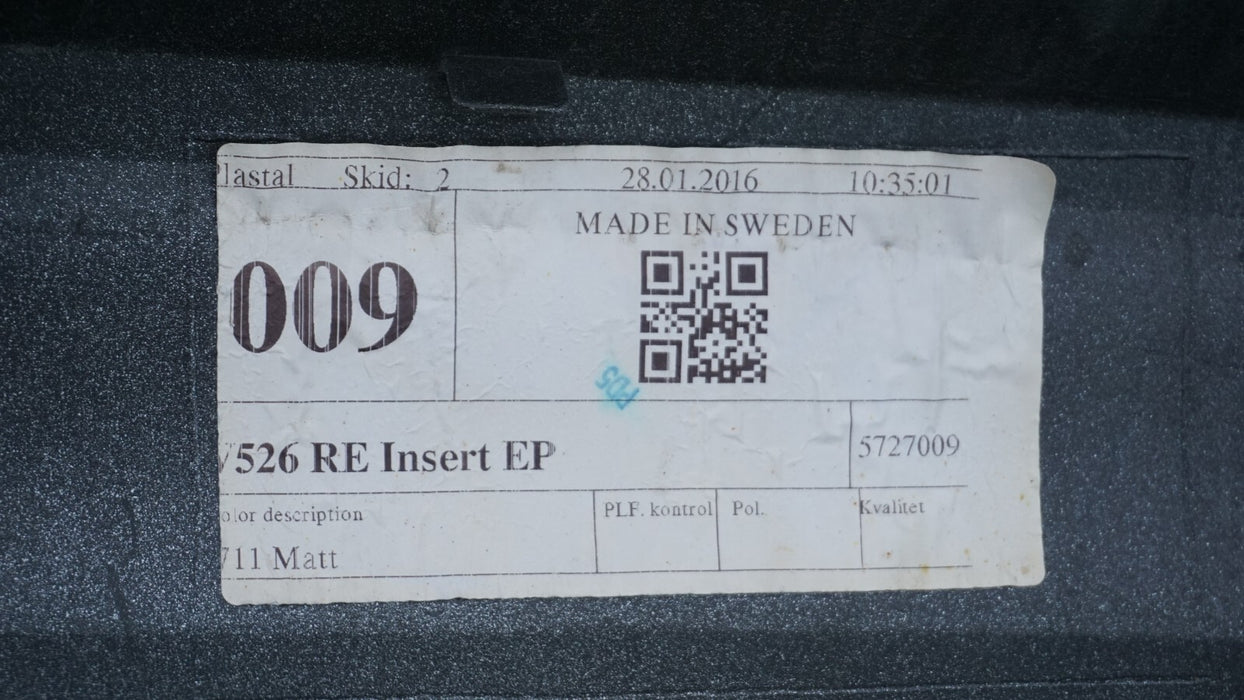 lastal Skid: 2 28.01.2016 10:35:01
MADE IN SWEDEN
009
PD5
526 RE Insert EP 5727009
olor description PLF. kontrol Pol. Kvalitet
711 Matt